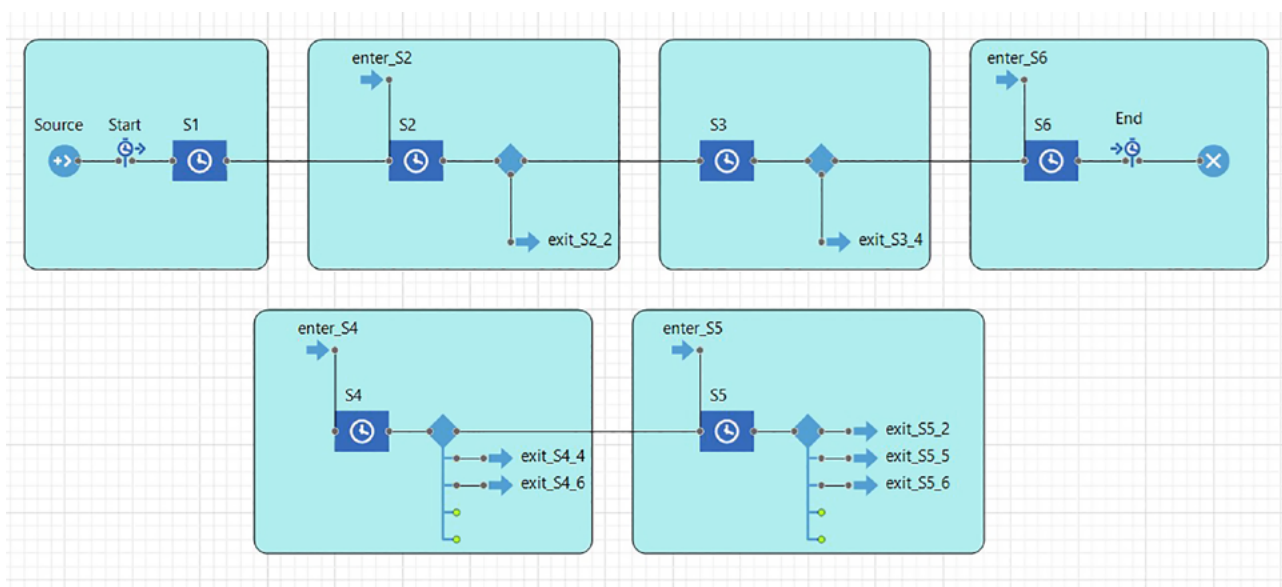 enter_S2
enter_S6
Source Start S1
S2
S3
S6
End
exit_S2_2
exit_S3_4
enter_S4
enter_S5
S4
S5
exit_S4_4
exit_S4_6
exit_S5_2
exit_S5_5
exit_S5_6